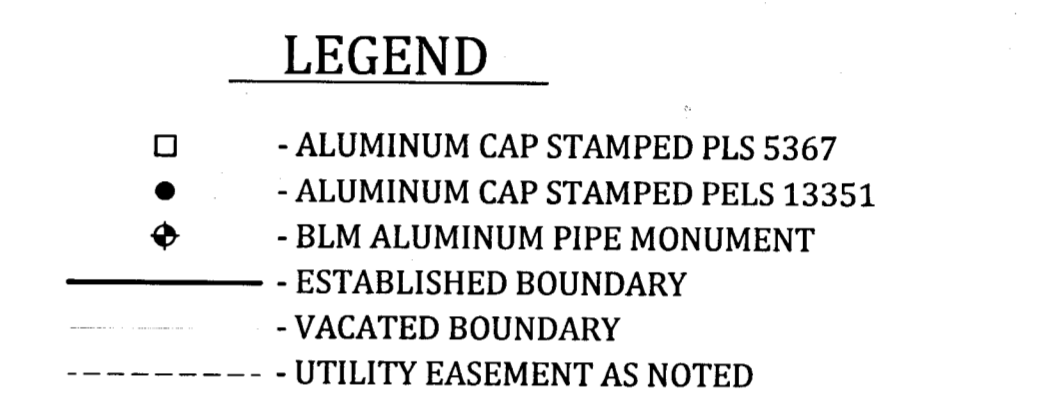 LEGEND
- ALUMINUM CAP STAMPED PLS 5367
- ALUMINUM CAP STAMPED PELS 13351
- BLM ALUMINUM PIPE MONUMENT
- ESTABLISHED BOUNDARY
- VACATED BOUNDARY
- UTILITY EASEMENT AS NOTED